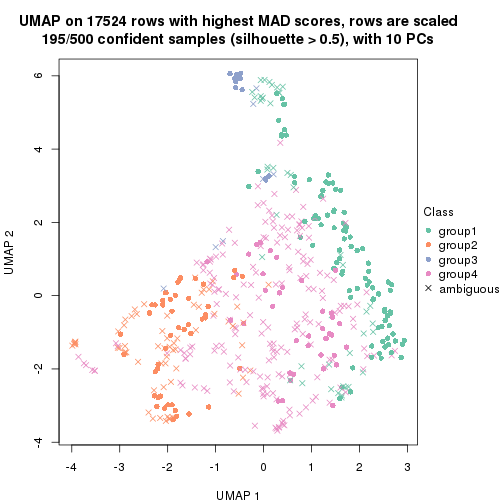 UMAP on 17524 rows with highest MAD scores, rows are scaled
195/500 confident samples (silhouette > 0.5), with 10 PCs
6
4
2
0
-2
-4
UMAP 2
-4 -3 -2 -1 0 1 2 3
UMAP 1
Class
group1
group2
group3
group4
ambiguous